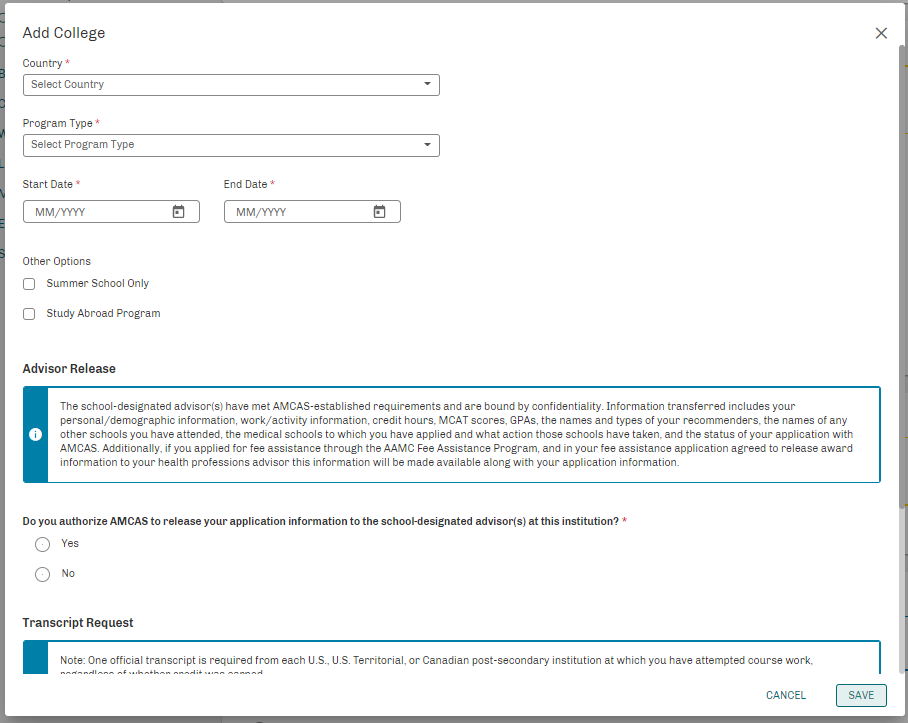 Add College
Country *
Select Country
Program Type *
Select Program Type
Start Date * End Date *
MM/YYYY MM/YYYY
Other Options
Summer School Only
Study Abroad Program
Advisor Release
The school-designated advisor(s) have met AMCAS-established requirements and are bound by confidentiality. Information transferred includes your
personal/demographic information, work/activity information, credit hours, MCAT scores, GPAs, the names and types of your recommenders, the names of any
other schools you have attended, the medical schools to which you have applied and what action those schools have taken, and the status of your application with
AMCAS. Additionally, if you applied for fee assistance through the AAMC Fee Assistance Program, and in your fee assistance application agreed to release award
information to your health professions advisor this information will be made available along with your application information.
Do you authorize AMCAS to release your application information to the school-designated advisor(s) at this institution? *
Yes
No
Transcript Request
Note: One official transcript is required from each U.S., U.S. Territorial, or Canadian post-secondary institution at which you have attempted course work,
regardless of whether credit was earned.
CANCEL SAVE